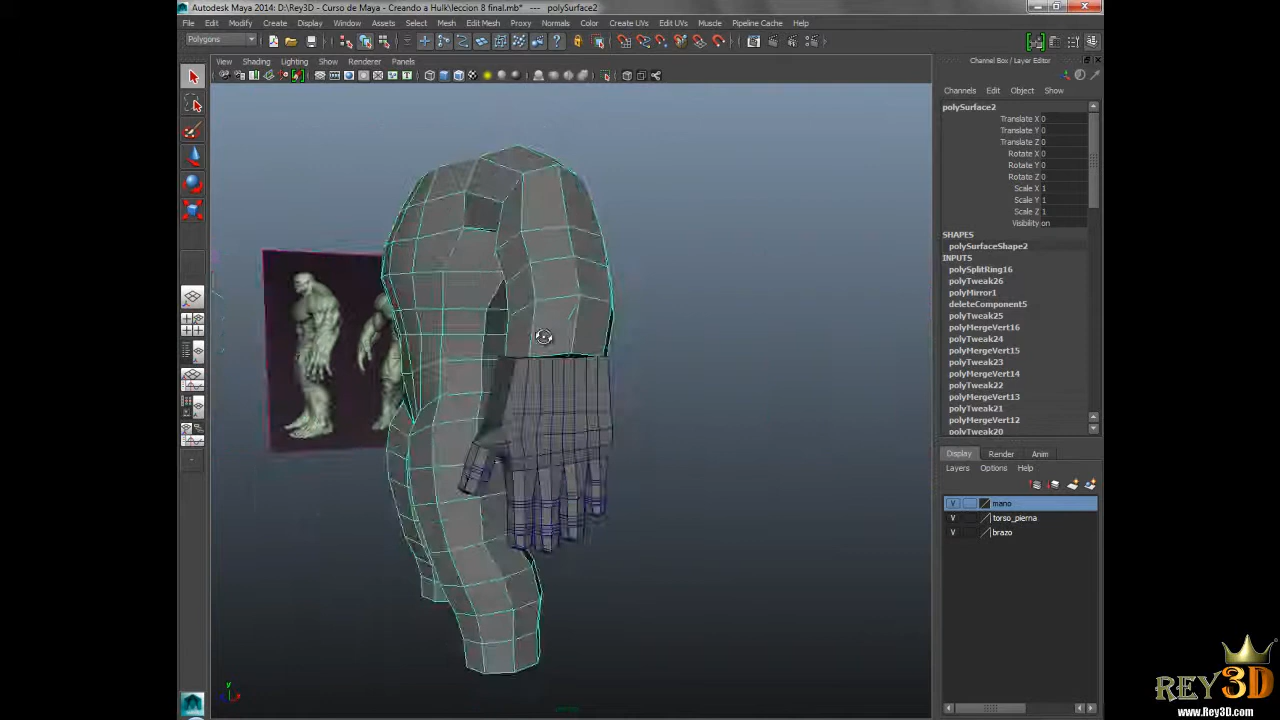 Autodesk Maya 2014: D:\Rey3D - Curso de Maya - Creando a Hulk\leccion 8 final.mb* --- polySurface2
File Edit Modify Create Display Window Assets Select Mesh Edit Mesh Proxy Normals Color Create UVs Edit UVs Muscle Pipeline Cache Help
Polygons
View Shading Lighting Show Renderer Panels
Channel Box / Layer Editor
Channels Edit Object Show
polySurface2
Translate X 0
Translate Y 0
Translate Z 0
Rotate X 0
Rotate Y 0
Rotate Z 0
Scale X 1
Scale Y 1
Scale Z 1
Visibility on
SHAPES
polySurfaceShape2
INPUTS
polySplitRing16
polyTweak26
polyMirror1
deleteComponent5
polyTweak25
polyMergeVert16
polyTweak24
polyMergeVert15
polyTweak23
polyMergeVert14
polyTweak22
polyMergeVert13
polyTweak21
polyMergeVert12
polyTweak20
Display Render Anim
Layers Options Help
V mano
V torso_pierna
V brazo
REY3D
www.Rey3D.com